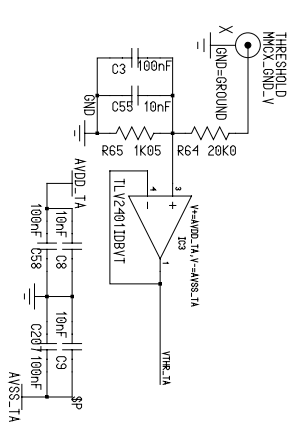 THRESHOLD
MMCX_GND_V
X
GND=GROUND
C3
100nF
C55
10nF
GND
R65 1K05
R64 20K0
AVDD_TA
TLV2401IDBVT
4
3
V+=AVDD_TA,V-=AVSS_TA
IC3
1
100nF
10nF
C58
C8
VTHR_TA
10nF
C207
100nF
C9
$P
AVSS_TA